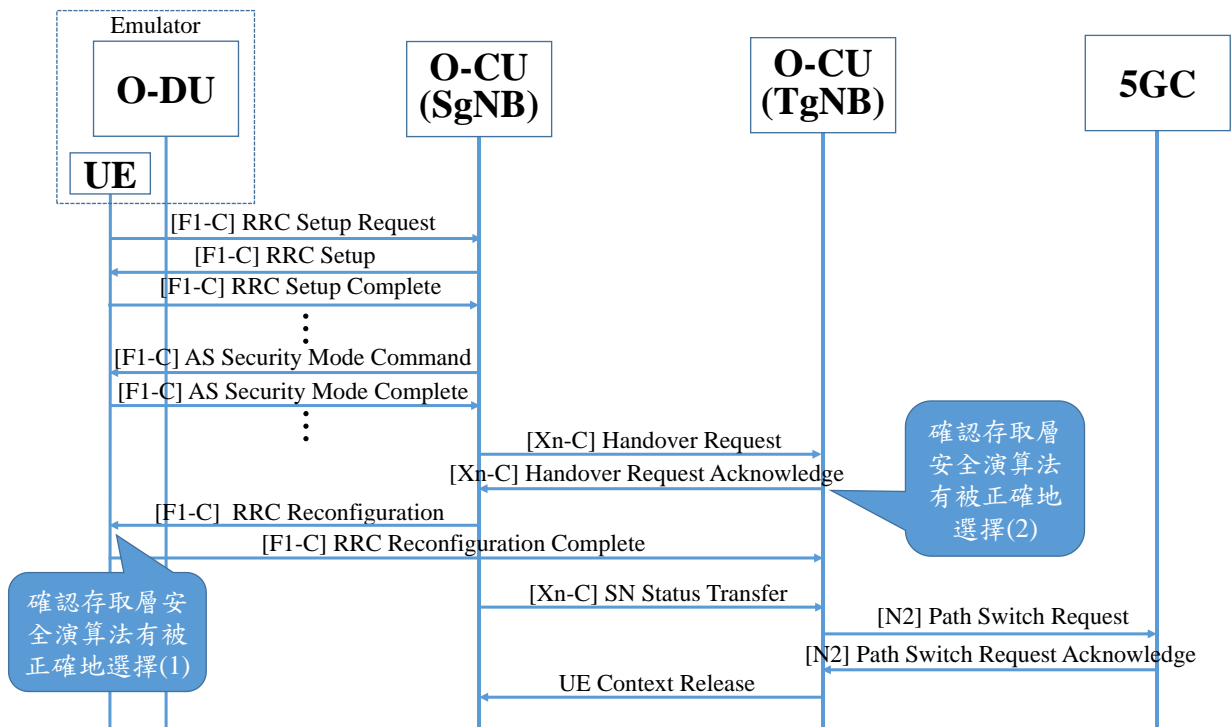 Emulator
O-DU
O-CU
(SgNB)
O-CU
(TgNB)
5GC
UE
[F1-C] RRC Setup Request
[F1-C] RRC Setup
[F1-C] RRC Setup Complete
[F1-C] AS Security Mode Command
[F1-C] AS Security Mode Complete
[Xn-C] Handover Request
[Xn-C] Handover Request Acknowledge
確認存取層
安全演算法
有被正確地
選擇(2)
[F1-C] RRC Reconfiguration
[F1-C] RRC Reconfiguration Complete
確認存取層安
全演算法有被
正確地選擇(1)
[Xn-C] SN Status Transfer
[N2] Path Switch Request
[N2] Path Switch Request Acknowledge
UE Context Release